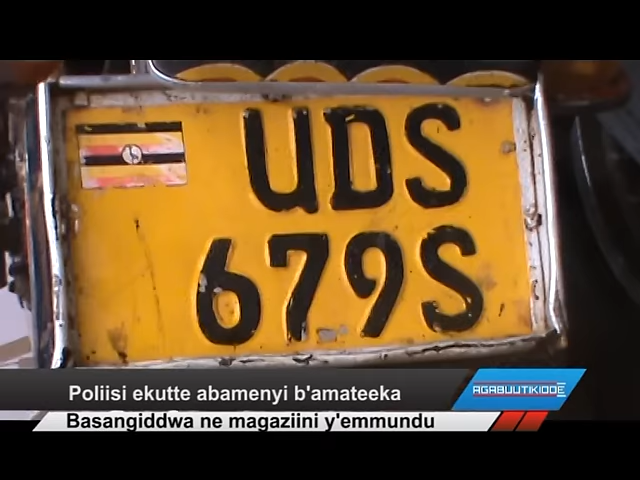 UDS
679S
Poliisi ekutte abamenyi b'amateeka
AGABUUTIKIDDE
Basangiddwa ne magaziini y'emmundu